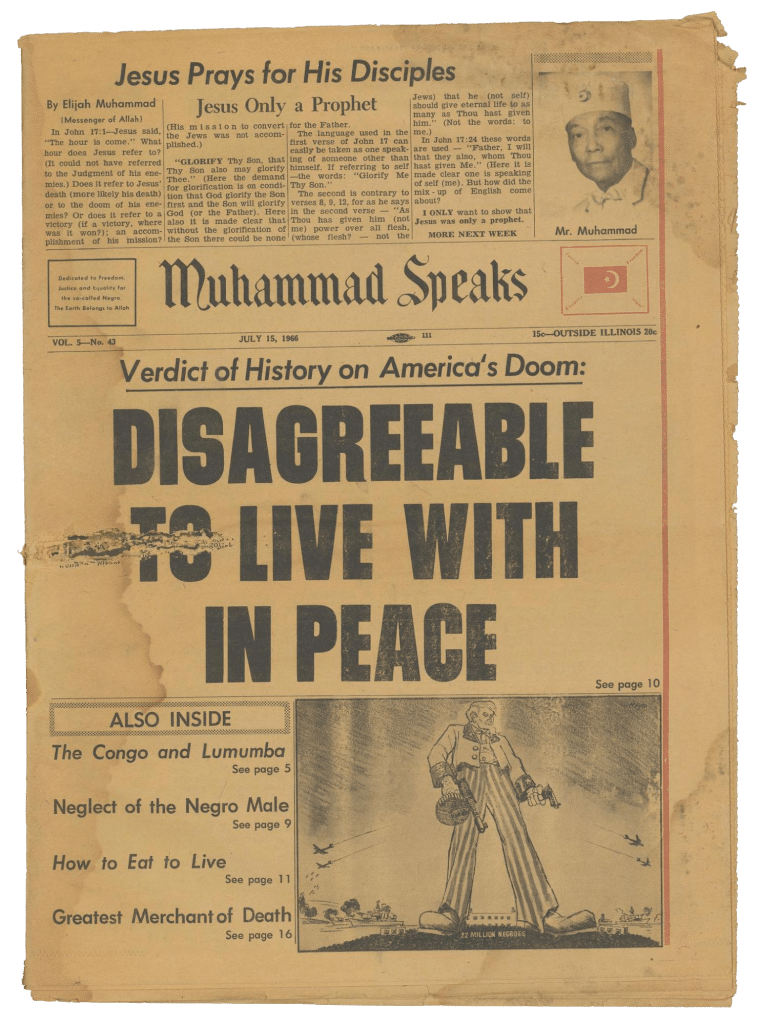 Jesus Prays for His Disciples
By Elijah Muhammad
(Messenger of Allah)
In John 17:1—Jesus said,
"The hour is come." What
hour does Jesus refer to?
(It could not have referred
to the Judgment of his ene-
mies.) Does it refer to Jesus'
death (more likely his death)
or to the doom of his ene-
mies? Or does it refer to a
victory (if a victory, where
was it won?); an accom-
plishment of his mission?
Jesus Only a Prophet
(His mission to convert
the Jews was not accom-
plished.)
"GLORIFY Thy Son, that
Thy Son also may glorify
Thee." (Here the demand
for glorification is on condi-
tion that God glorify the Son
first and the Son will glorify
God (or the Father). Here
also it is made clear that
without the glorification of
the Son there could be none
for the Father.
The language used in the
first verse of John 17 can
easily be taken as one speak-
ing of someone other than
himself. If referring to self
—the words: "Glorify Me
Thy Son."
The second is contrary to
verses 8, 9, 12, for as he says
in the second verse — "As
Thou has given him (not
me) power over all flesh,
(whose flesh? — not the
Jews) that he (not self)
should give eternal life to as
many as Thou hast given
him." (Not the words: to
me.)
In John 17:24 these words
are used — "Father, I will
that they also, whom Thou
hast given Me." (Here it is
made clear one is speaking
of self (me). But how did the
mix-up of English come
about?
I ONLY want to show that
Jesus was only a prophet.
MORE NEXT WEEK
Mr. Muhammad
Dedicated to Freedom,
Justice and Equality for
the so-called Negro.
The Earth Belongs to Allah
Muhammad Speaks
VOL. 5—No. 43
JULY 15, 1966
111
15c—OUTSIDE ILLINOIS 20c
Verdict of History on America's Doom:
DISAGREEABLE
TO LIVE WITH
IN PEACE
See page 10
ALSO INSIDE
The Congo and Lumumba
See page 5
Neglect of the Negro Male
See page 9
How to Eat to Live
See page 11
Greatest Merchant of Death
See page 16
22 MILLION NEGROES